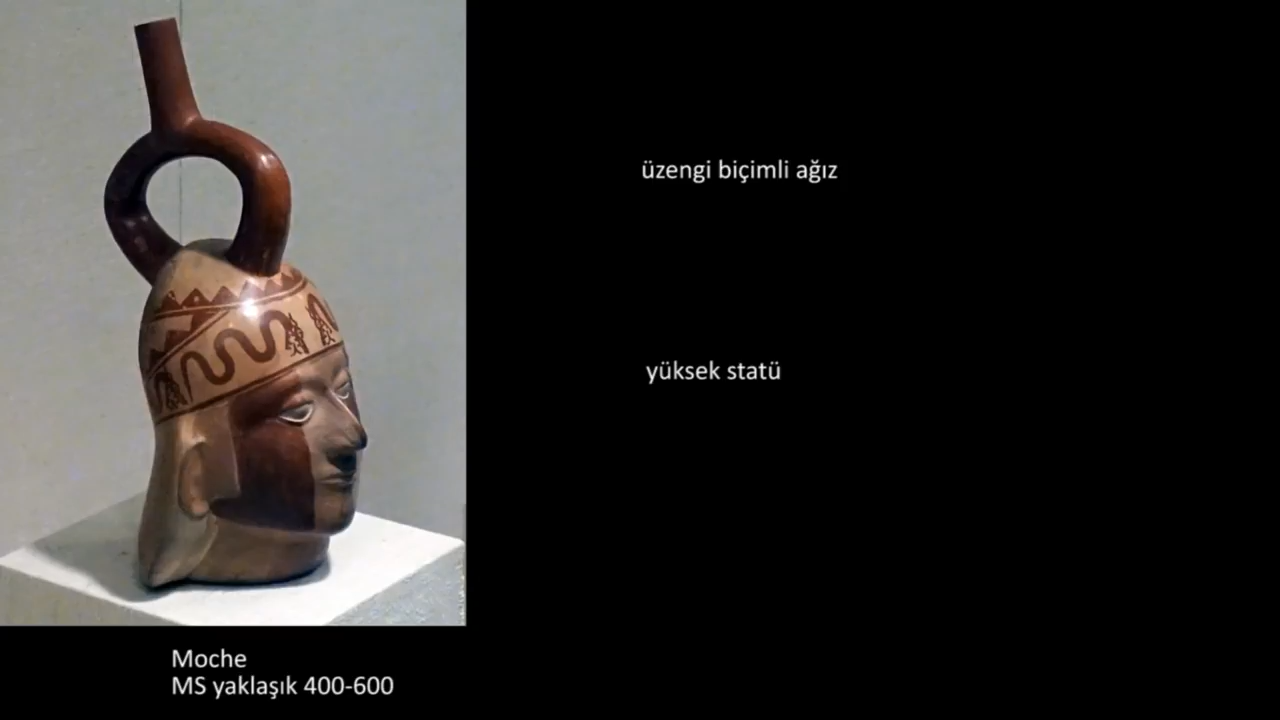 üzengi biçimli ağız
yüksek statü
Moche
MS yaklaşık 400-600